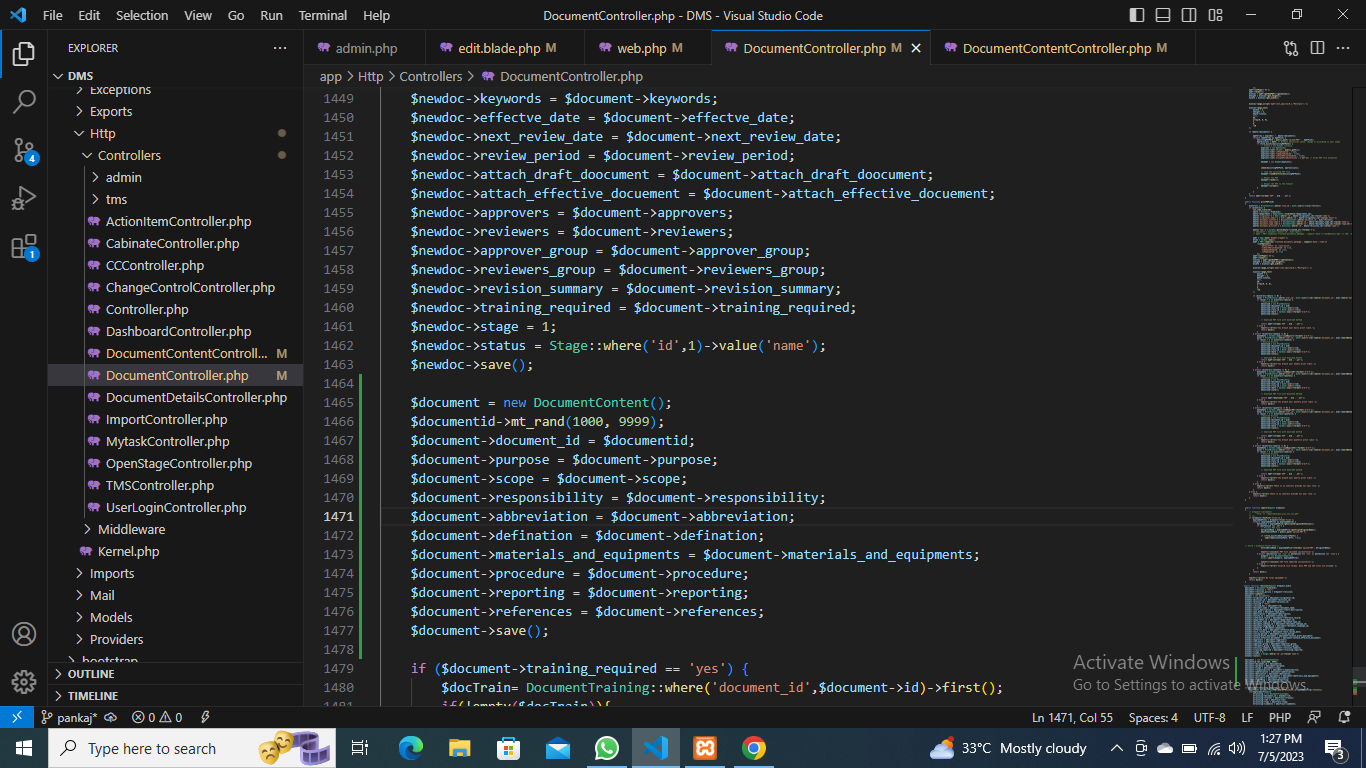 File Edit Selection View Go Run Terminal Help DocumentController.php - DMS - Visual Studio Code
EXPLORER
admin.php edit.blade.php M web.php M DocumentController.php M DocumentContentController.php M
app > Http > Controllers > DocumentController.php
DMS
Exceptions
Exports
Http
Controllers
admin
tms
ActionItemController.php
CabinateController.php
CCController.php
ChangeControlController.php
Controller.php
DashboardController.php
DocumentContentControll... M
DocumentController.php M
DocumentDetailsController.php
ImportController.php
MytaskController.php
OpenStageController.php
TMSController.php
UserLoginController.php
Middleware
Kernel.php
Imports
Mail
Models
Providers
bootstrap
OUTLINE
TIMELINE
4
1
1449 $newdoc->keywords = $document->keywords;
1450 $newdoc->effectve_date = $document->effectve_date;
1451 $newdoc->next_review_date = $document->next_review_date;
1452 $newdoc->review_period = $document->review_period;
1453 $newdoc->attach_draft_doocument = $document->attach_draft_doocument;
1454 $newdoc->attach_effective_docuement = $document->attach_effective_docuement;
1455 $newdoc->approvers = $document->approvers;
1456 $newdoc->reviewers = $document->reviewers;
1457 $newdoc->approver_group = $document->approver_group;
1458 $newdoc->reviewers_group = $document->reviewers_group;
1459 $newdoc->revision_summary = $document->revision_summary;
1460 $newdoc->training_required = $document->training_required;
1461 $newdoc->stage = 1;
1462 $newdoc->status = Stage::where('id',1)->value('name');
1463 $newdoc->save();
1464
1465 $document = new DocumentContent();
1466 $documentid->mt_rand(1000, 9999);
1467 $document->document_id = $documentid;
1468 $document->purpose = $document->purpose;
1469 $document->scope = $document->scope;
1470 $document->responsibility = $document->responsibility;
1471 $document->abbreviation = $document->abbreviation;
1472 $document->defination = $document->defination;
1473 $document->materials_and_equipments = $document->materials_and_equipments;
1474 $document->procedure = $document->procedure;
1475 $document->reporting = $document->reporting;
1476 $document->references = $document->references;
1477 $document->save();
1478
1479 if ($document->training_required == 'yes') {
1480 $docTrain= DocumentTraining::where('document_id',$document->id)->first();
1481 if(!empty($docTrain)){
Activate Windows
Go to Settings to activate Windows.
pankaj* 0 0 Ln 1471, Col 55 Spaces: 4 UTF-8 LF PHP
Type here to search 33°C Mostly cloudy 1:27 PM
7/5/2023
3